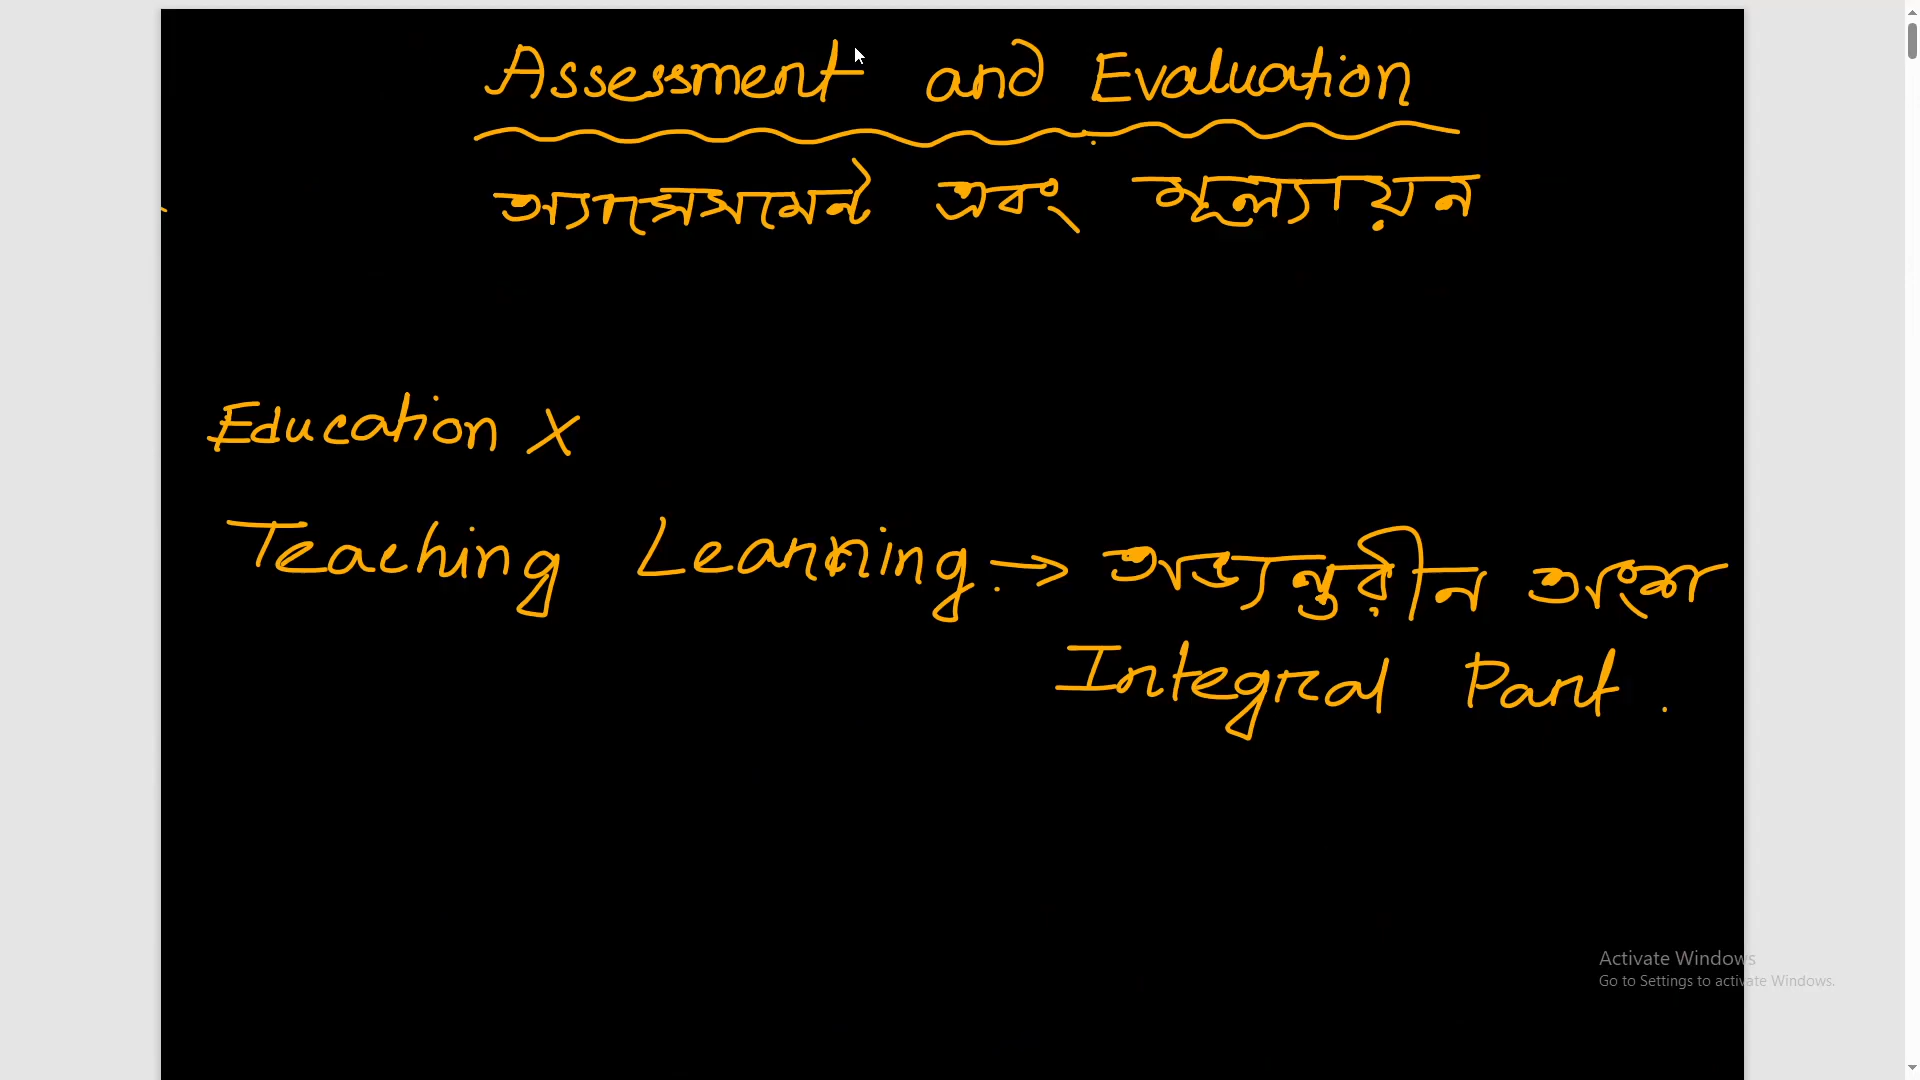 Assessment and Evaluation
অ্যাসেসমেন্ট এবং মূল্যায়ন
Education X
Teaching Learning. → অভ্যন্তরীন অংশ
Integral Part.
Activate Windows
Go to Settings to activate Windows.